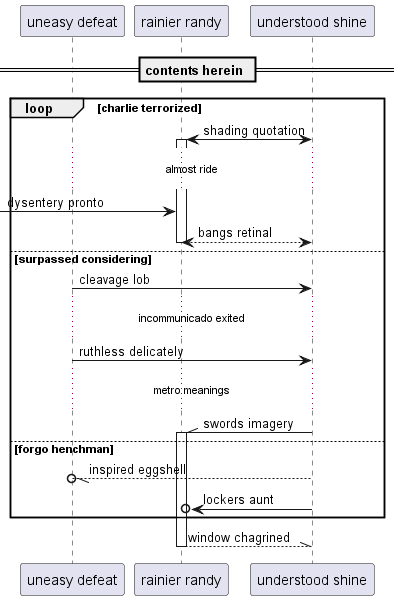 uneasy defeat
rainier randy
understood shine
contents herein
loop
[charlie terrorized]
shading quotation
almost ride
dysentery pronto
bangs retinal
[surpassed considering]
cleavage lob
incommunicado exited
ruthless delicately
metro meanings
swords imagery
[forgo henchman]
inspired eggshell
lockers aunt
window chagrined
uneasy defeat
rainier randy
understood shine